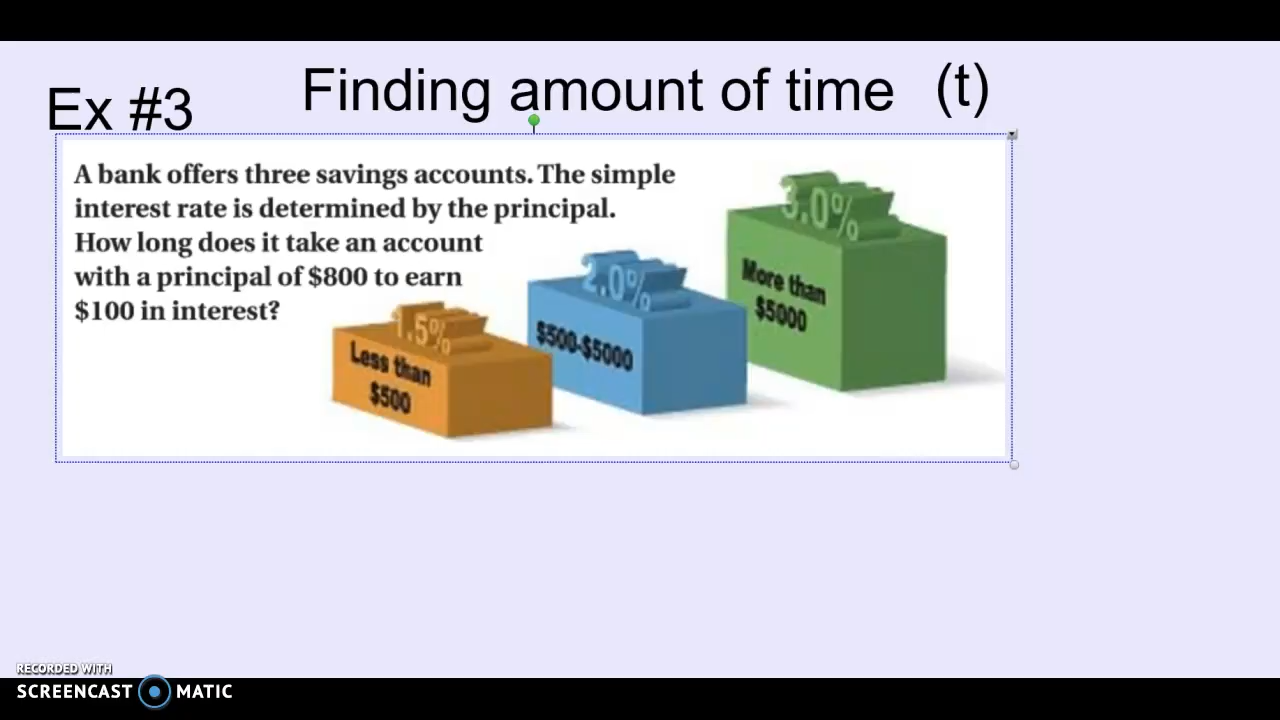 Finding amount of time (t)
Ex #3
A bank offers three savings accounts. The simple
interest rate is determined by the principal.
How long does it take an account
with a principal of $800 to earn
$100 in interest?
1.5%
Less than
$500
2.0%
$500-$5000
3.0%
More than
$5000
RECORDED WITH
SCREENCAST MATIC